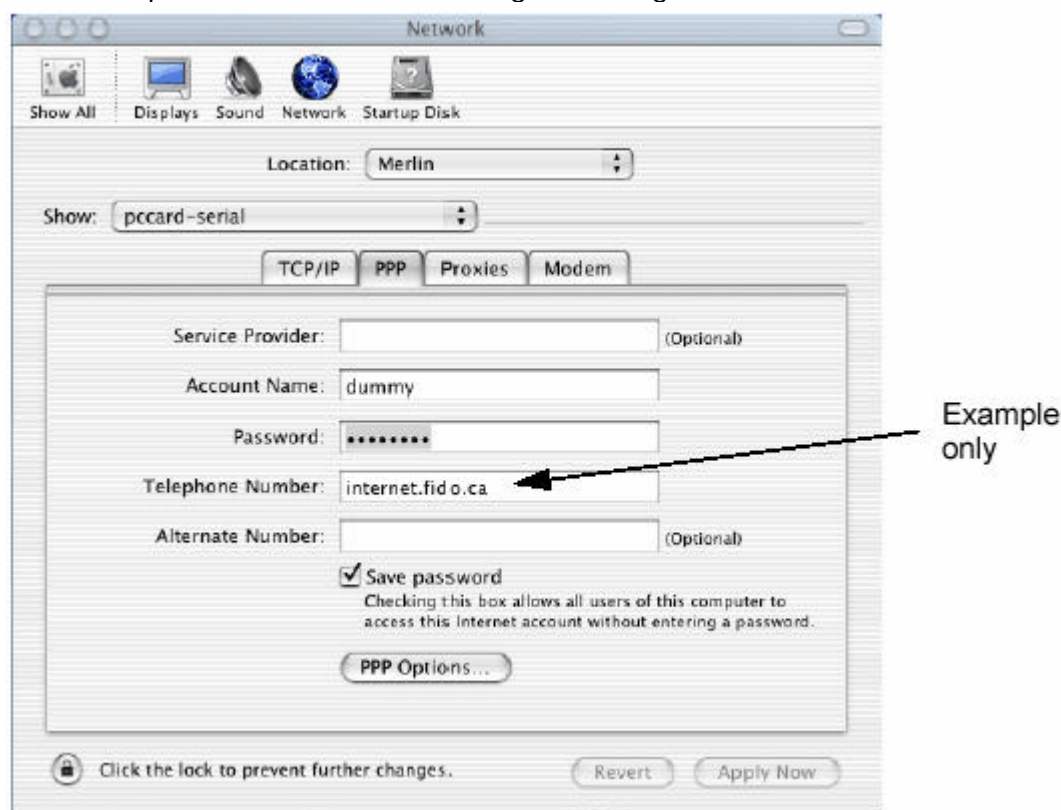 Network
Show All Displays Sound Network Startup Disk
Location: Merlin
Show: pccard-serial
TCP/IP PPP Proxies Modem
Service Provider: (Optional)
Account Name: dummy
Password: ••••••••
Telephone Number: internet.fido.ca
Example only
Alternate Number: (Optional)
Save password
Checking this box allows all users of this computer to
access this Internet account without entering a password.
PPP Options...
Click the lock to prevent further changes. Revert Apply Now